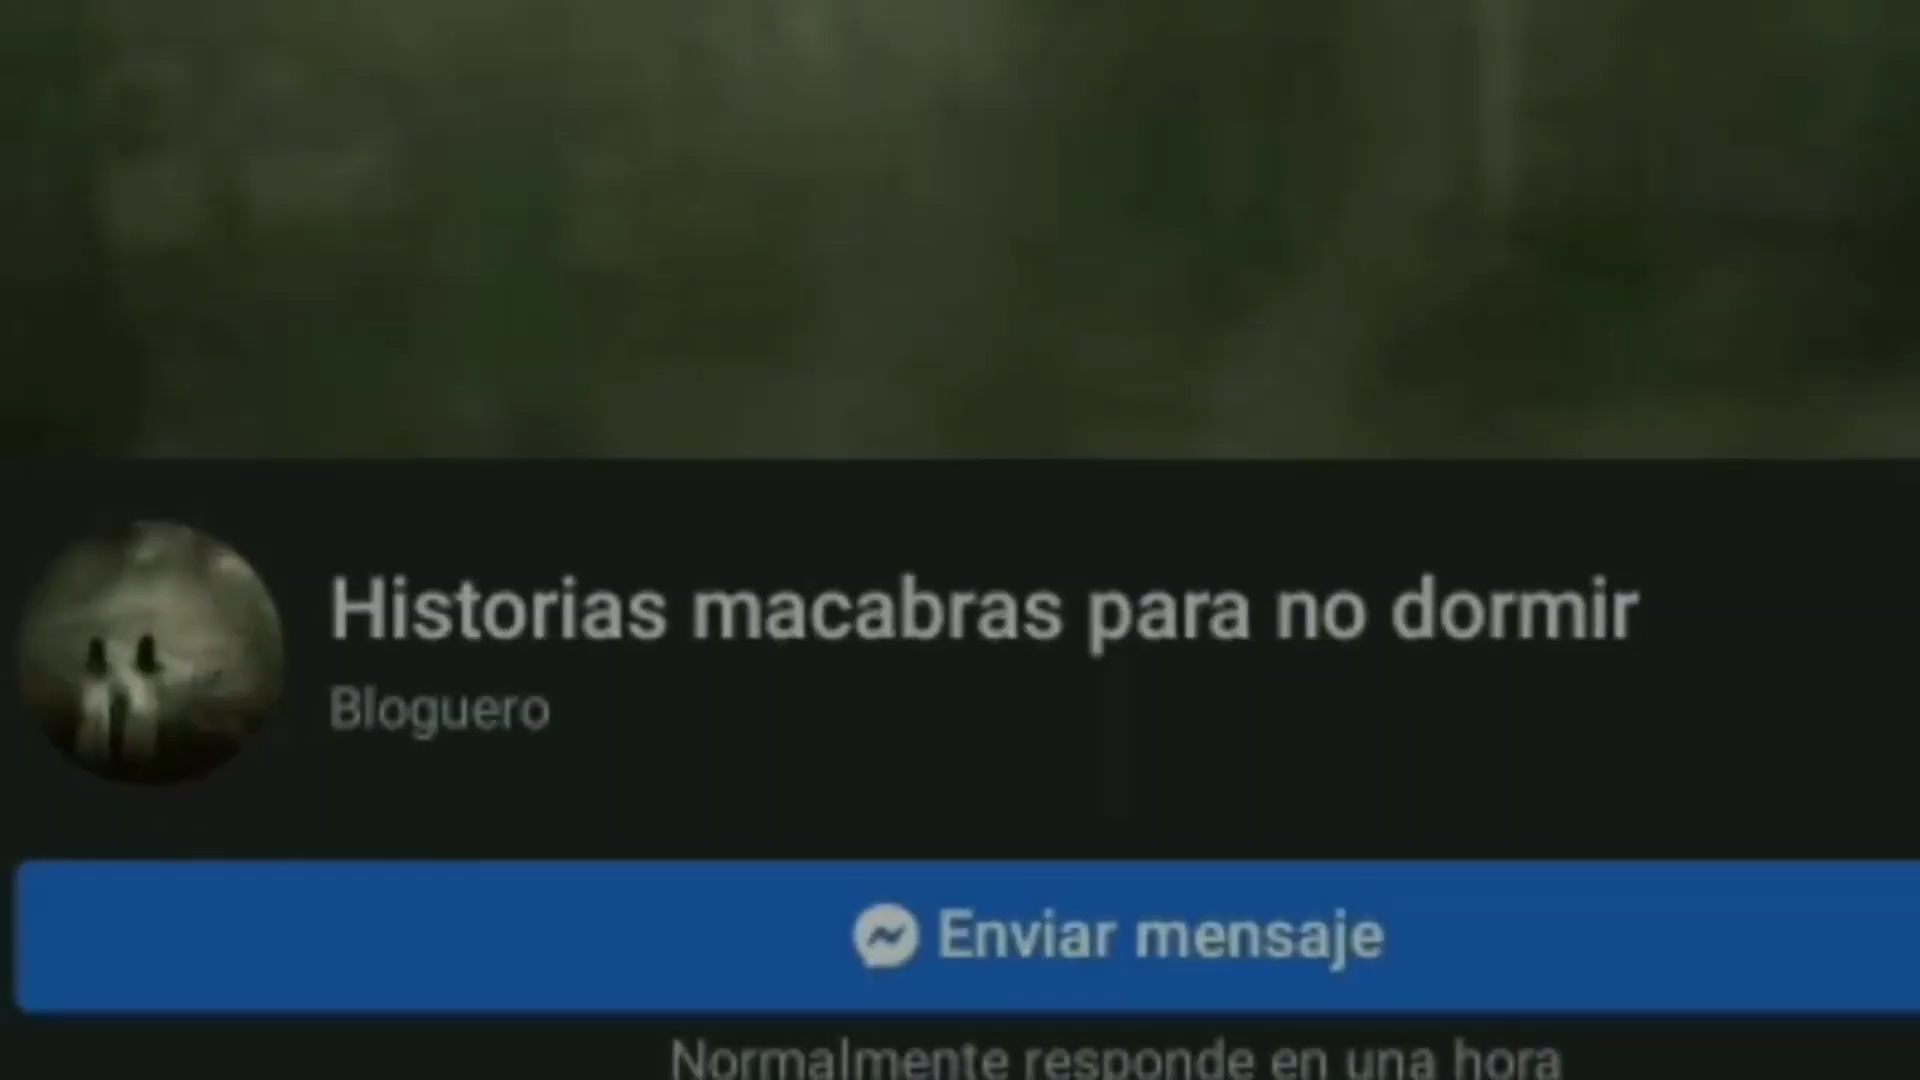 Historias macabras para no dormir
Bloguero
Enviar mensaje
Normalmente responde en una hora